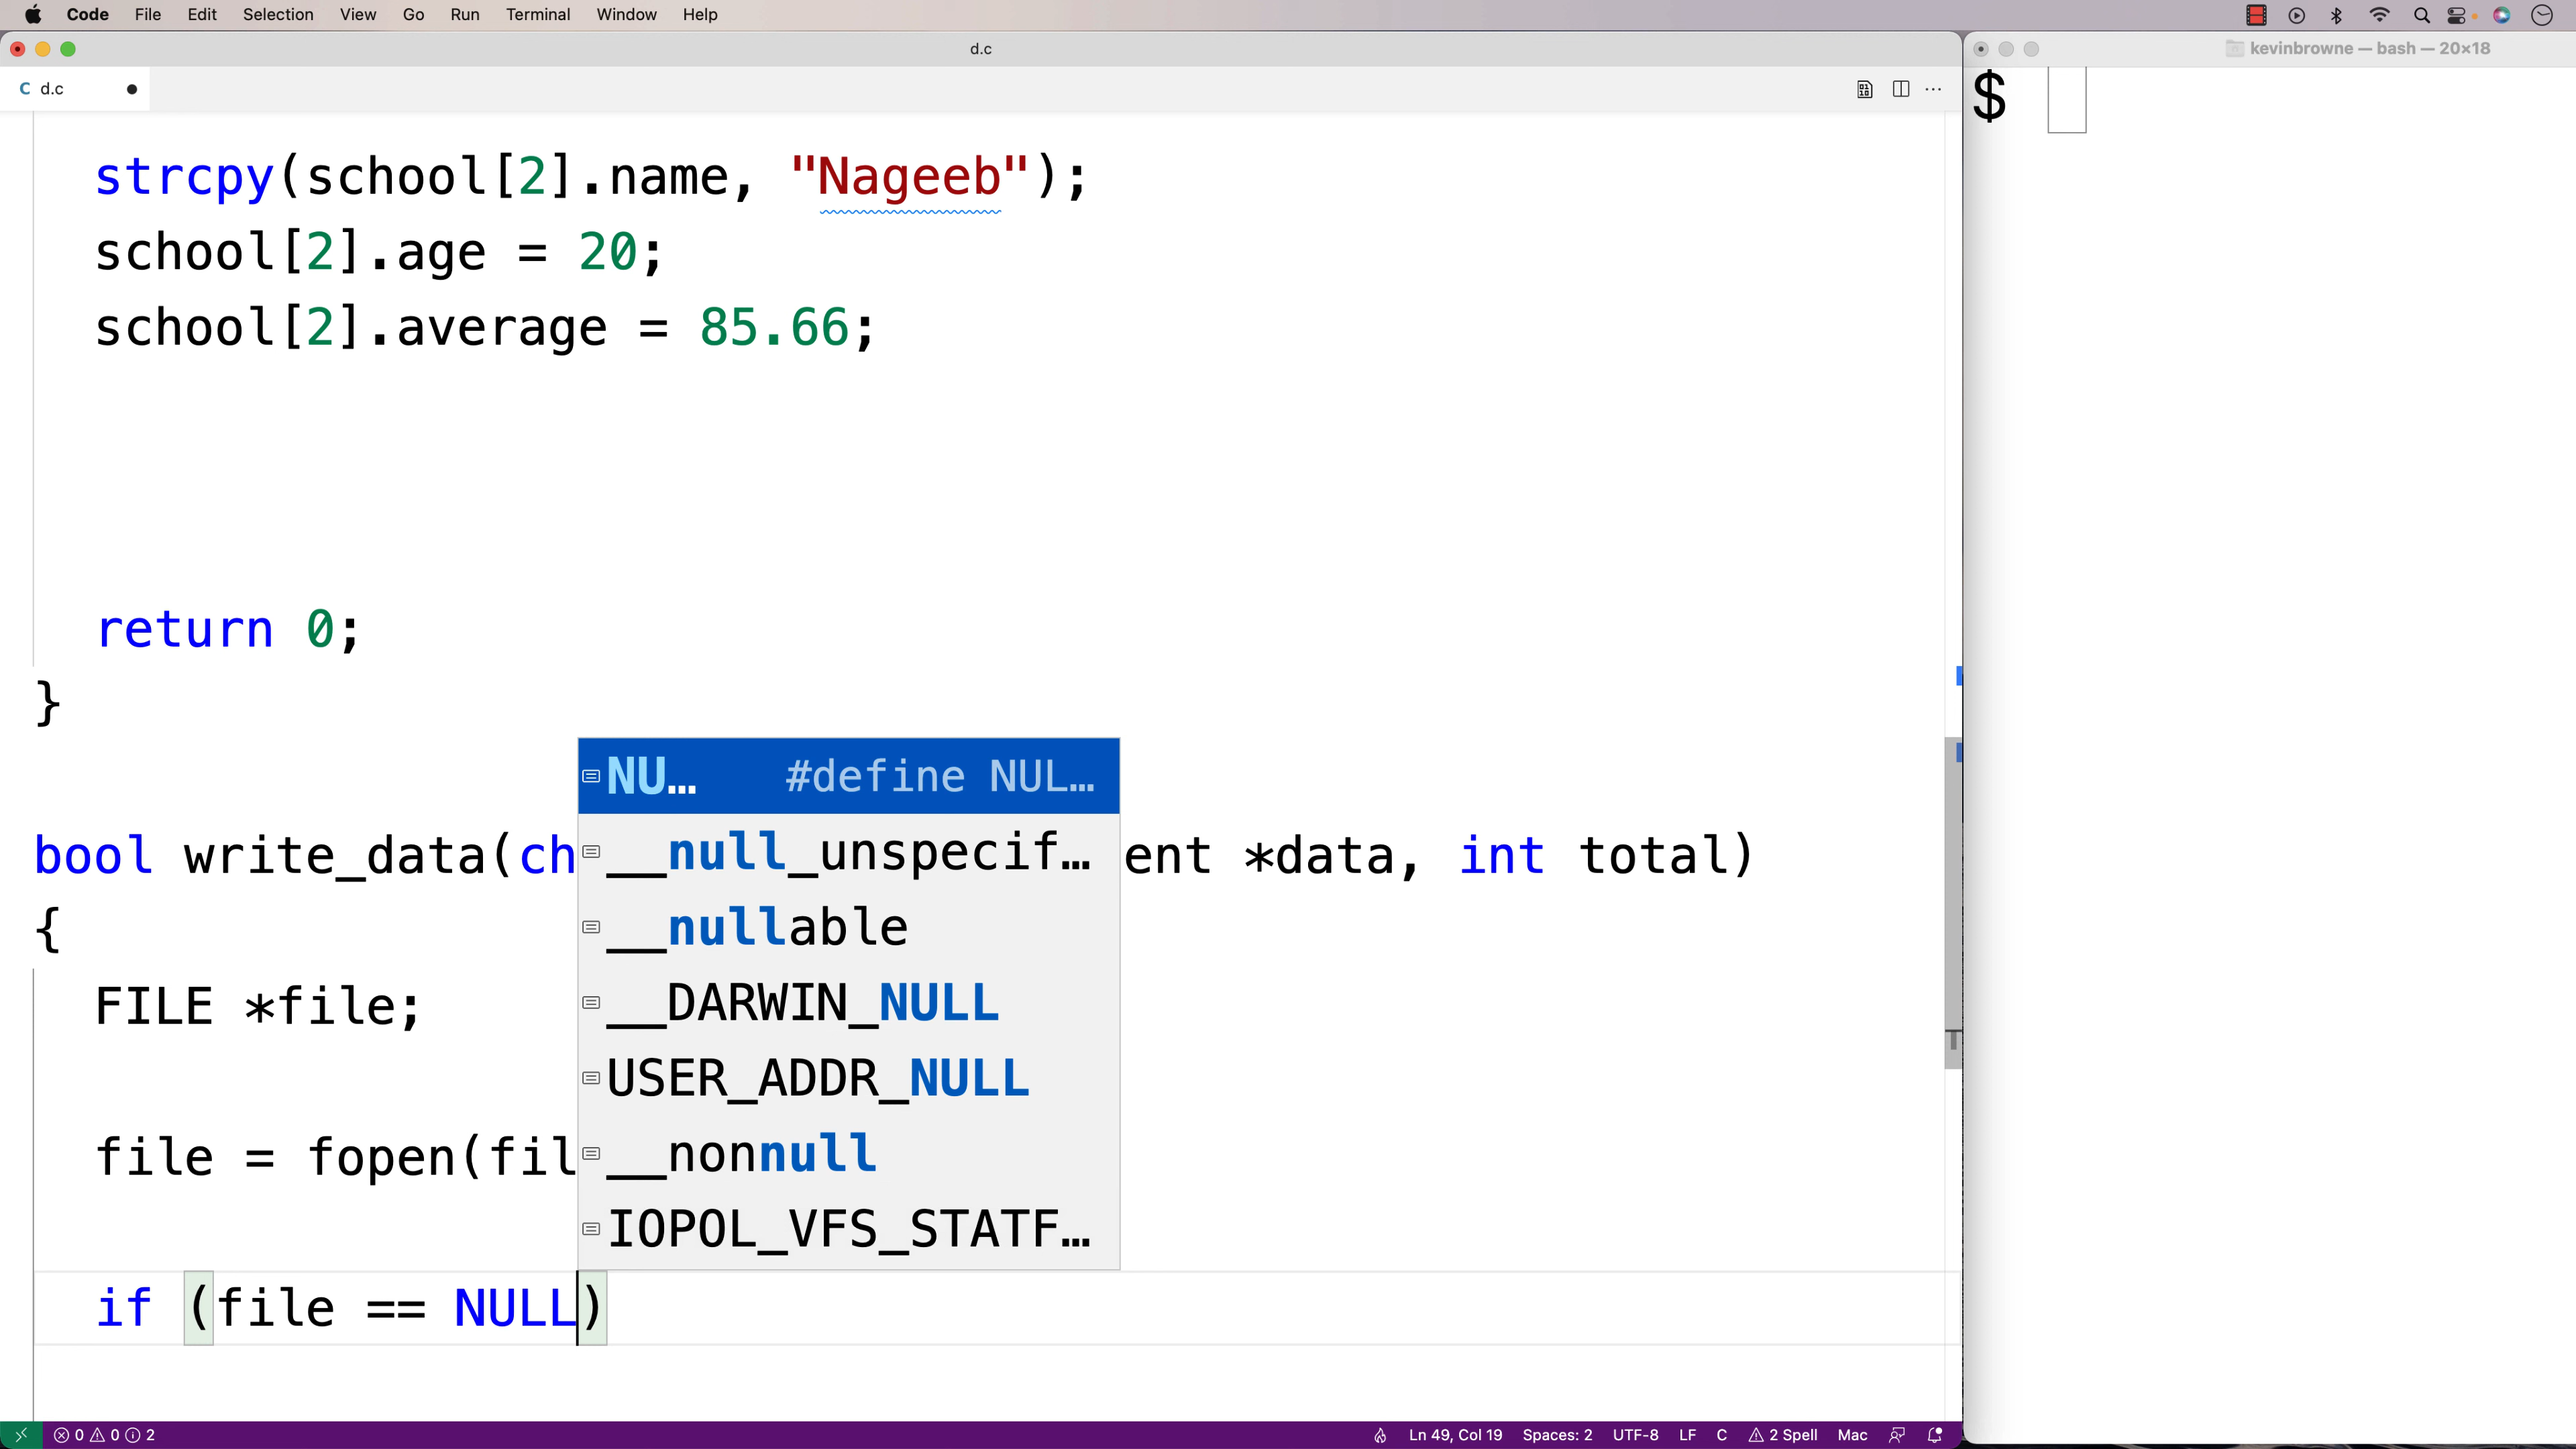 Code File Edit Selection View Go Run Terminal Window Help
d.c
kevinbrowne — bash — 20×18
C d.c
$
strcpy(school[2].name, "Nageeb");
school[2].age = 20;
school[2].average = 85.66;
return 0;
}
NU… #define NUL…
__null_unspecif…
__nullable
__DARWIN_NULL
USER_ADDR_NULL
__nonnull
IOPOL_VFS_STATF…
bool write_data(ch ent *data, int total)
{
FILE *file;
file = fopen(fil
if (file == NULL)
0 0 2 Ln 49, Col 19 Spaces: 2 UTF-8 LF C 2 Spell Mac